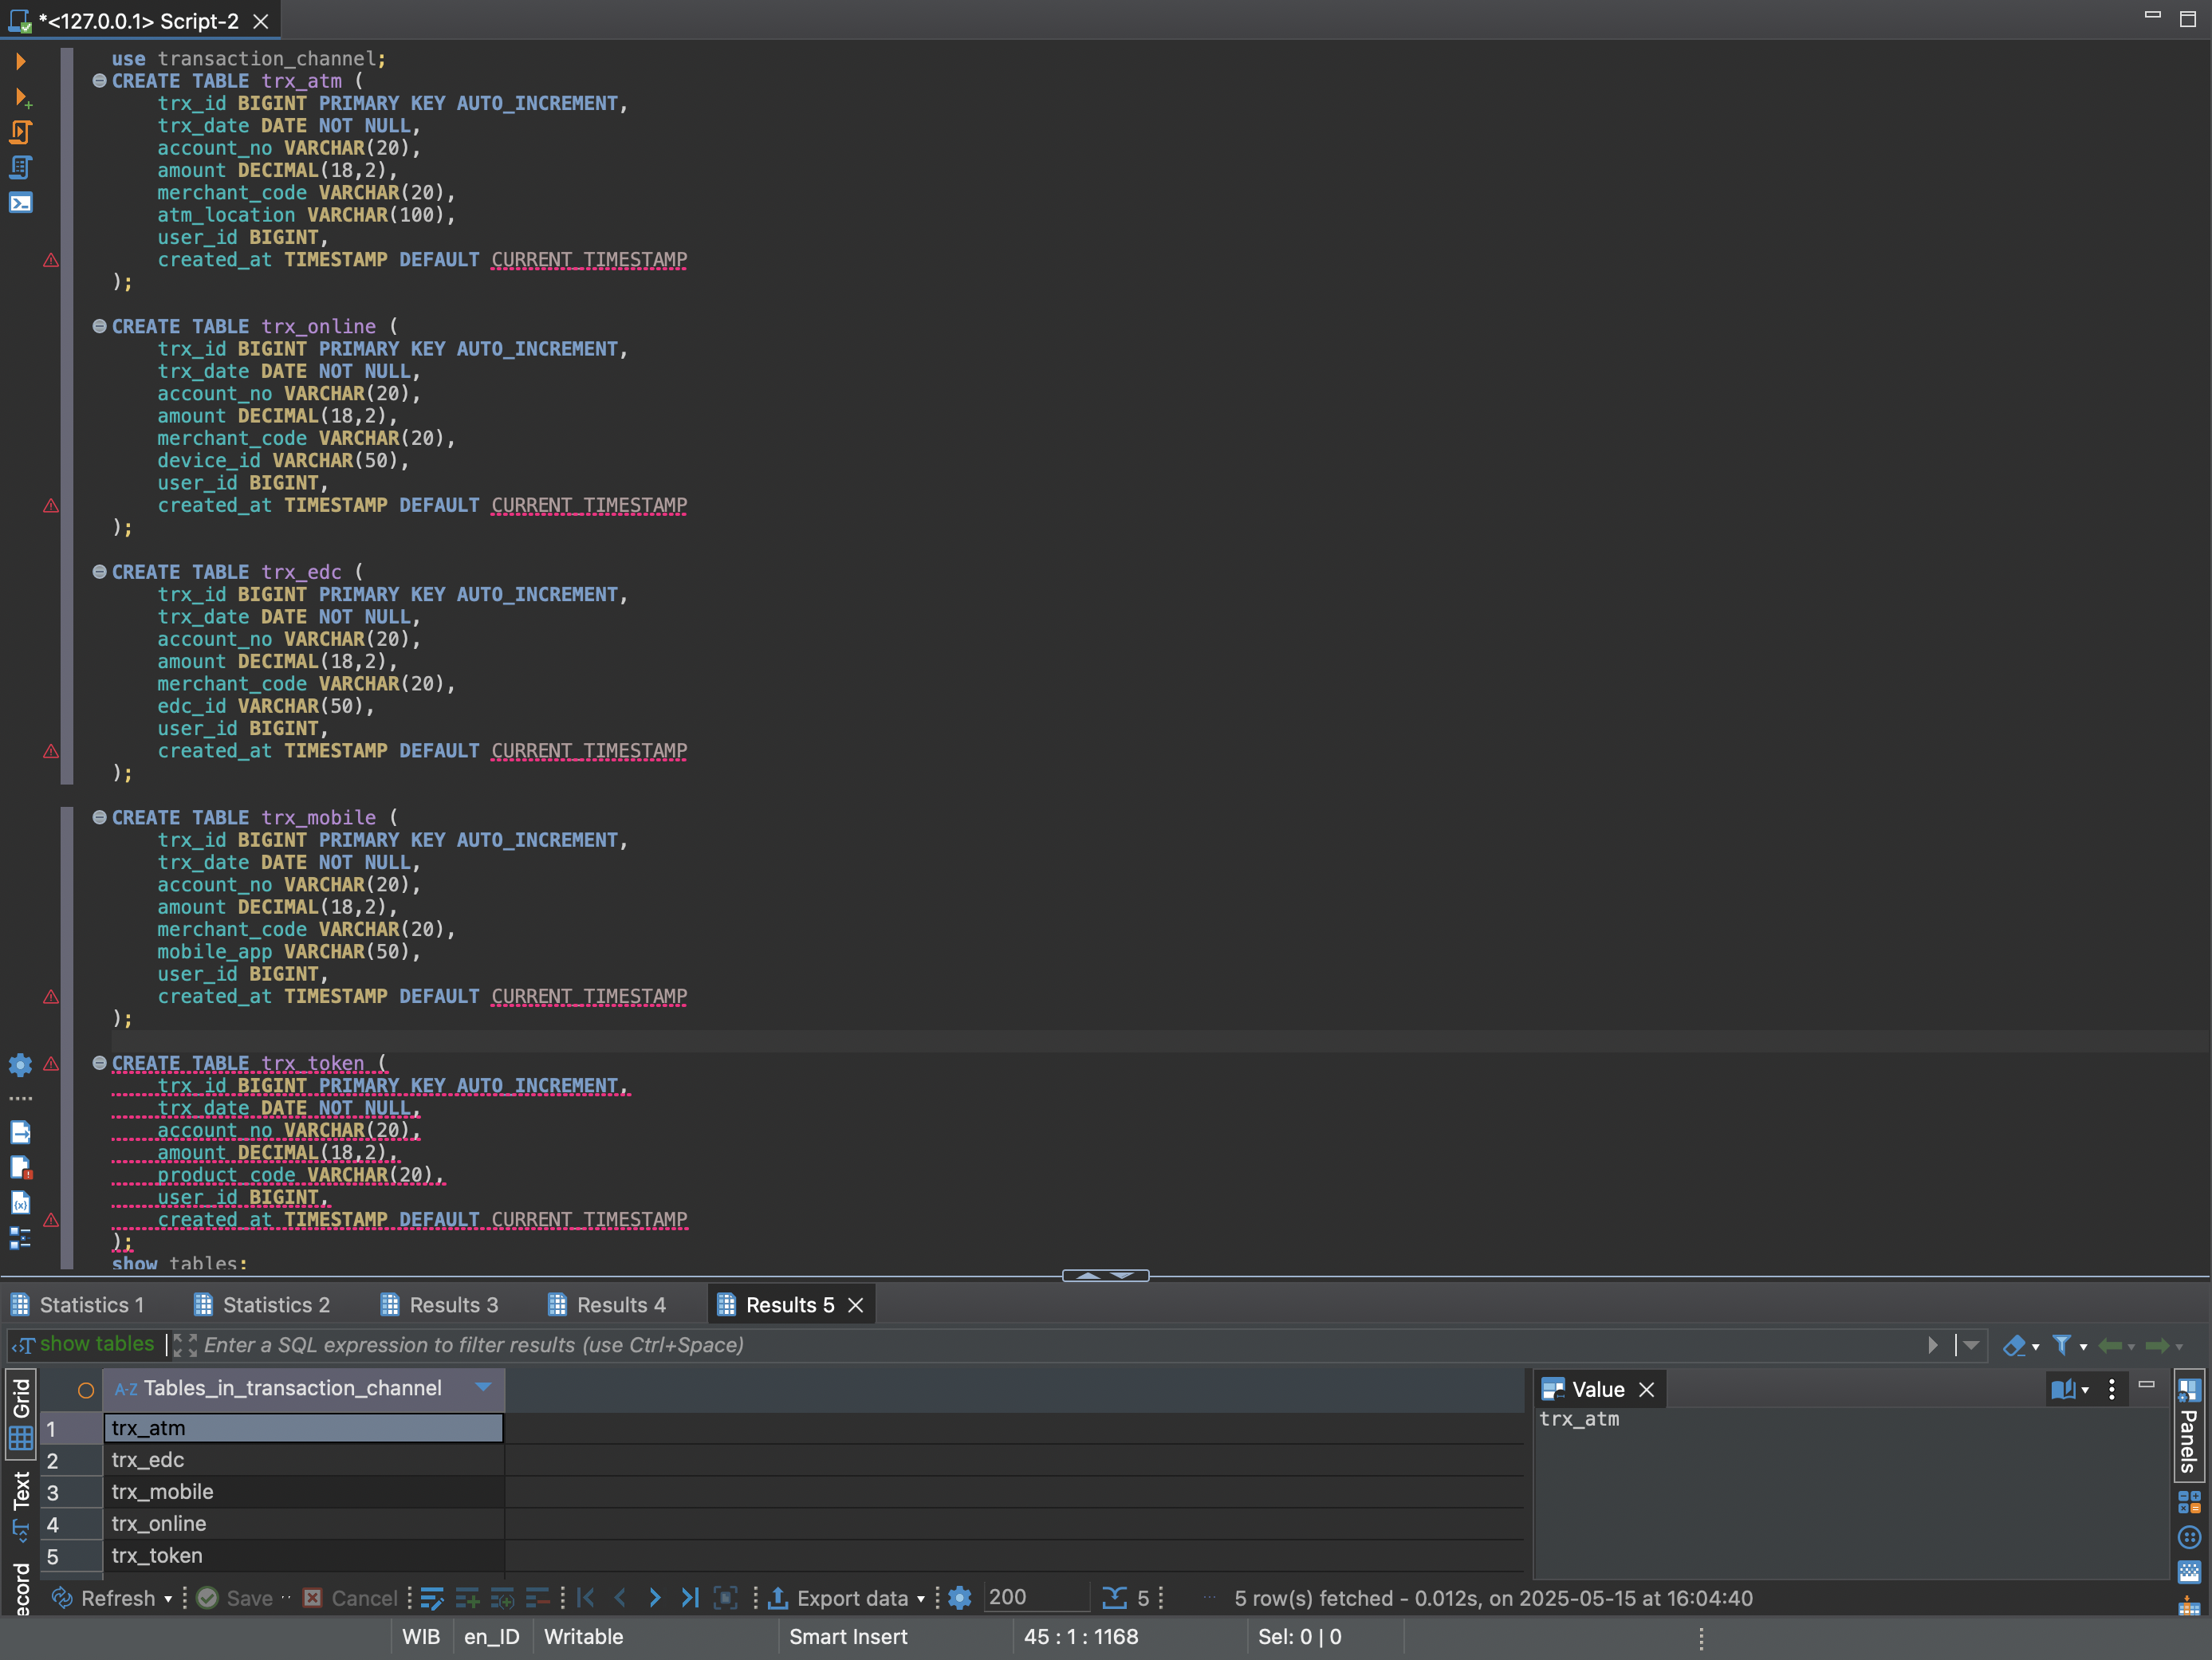 *<127.0.0.1> Script-2
use transaction_channel;
CREATE TABLE trx_atm (
trx_id BIGINT PRIMARY KEY AUTO_INCREMENT,
trx_date DATE NOT NULL,
account_no VARCHAR(20),
amount DECIMAL(18,2),
merchant_code VARCHAR(20),
atm_location VARCHAR(100),
user_id BIGINT,
created_at TIMESTAMP DEFAULT CURRENT_TIMESTAMP
);
CREATE TABLE trx_online (
trx_id BIGINT PRIMARY KEY AUTO_INCREMENT,
trx_date DATE NOT NULL,
account_no VARCHAR(20),
amount DECIMAL(18,2),
merchant_code VARCHAR(20),
device_id VARCHAR(50),
user_id BIGINT,
created_at TIMESTAMP DEFAULT CURRENT_TIMESTAMP
);
CREATE TABLE trx_edc (
trx_id BIGINT PRIMARY KEY AUTO_INCREMENT,
trx_date DATE NOT NULL,
account_no VARCHAR(20),
amount DECIMAL(18,2),
merchant_code VARCHAR(20),
edc_id VARCHAR(50),
user_id BIGINT,
created_at TIMESTAMP DEFAULT CURRENT_TIMESTAMP
);
CREATE TABLE trx_mobile (
trx_id BIGINT PRIMARY KEY AUTO_INCREMENT,
trx_date DATE NOT NULL,
account_no VARCHAR(20),
amount DECIMAL(18,2),
merchant_code VARCHAR(20),
mobile_app VARCHAR(50),
user_id BIGINT,
created_at TIMESTAMP DEFAULT CURRENT_TIMESTAMP
);
CREATE TABLE trx_token (
trx_id BIGINT PRIMARY KEY AUTO_INCREMENT,
trx_date DATE NOT NULL,
account_no VARCHAR(20),
amount DECIMAL(18,2),
product_code VARCHAR(20),
user_id BIGINT,
created_at TIMESTAMP DEFAULT CURRENT_TIMESTAMP
);
show tables;
Statistics 1 Statistics 2 Results 3 Results 4 Results 5
show tables Enter a SQL expression to filter results (use Ctrl+Space)
Grid
Text
ecord
A-Z Tables_in_transaction_channel
1 trx_atm
2 trx_edc
3 trx_mobile
4 trx_online
5 trx_token
Value
trx_atm
Panels
Refresh Save Cancel Export data 200 5 5 row(s) fetched - 0.012s, on 2025-05-15 at 16:04:40
WIB en_ID Writable Smart Insert 45 : 1 : 1168 Sel: 0 | 0